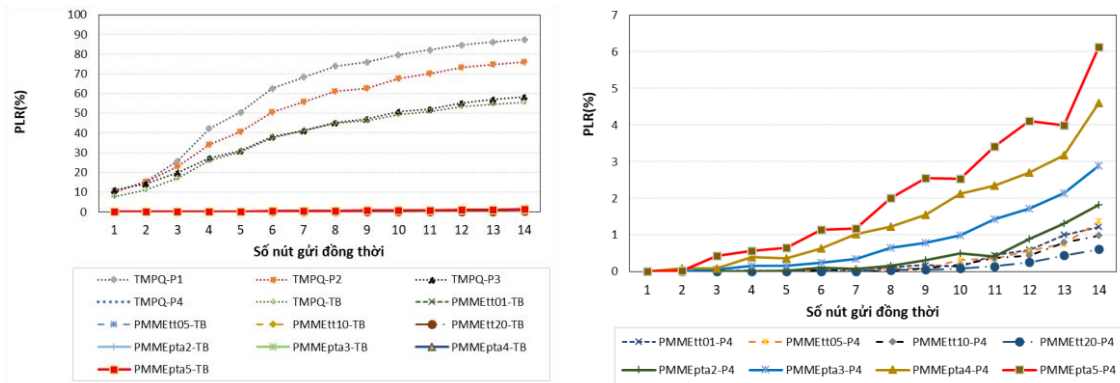 PLR(%)
100
90
80
70
60
50
40
30
20
10
0
1 2 3 4 5 6 7 8 9 10 11 12 13 14
Số nút gửi đồng thời
TMPQ-P1 TMPQ-P2 TMPQ-P3
TMPQ-P4 TMPQ-TB PMMEtt01-TB
PMMEtt05-TB PMMEtt10-TB PMMEtt20-TB
PMMEpta2-TB PMMEpta3-TB PMMEpta4-TB
PMMEpta5-TB
PLR(%)
7
6
5
4
3
2
1
0
1 2 3 4 5 6 7 8 9 10 11 12 13 14
Số nút gửi đồng thời
PMMEtt01-P4 PMMEtt05-P4 PMMEtt10-P4 PMMEtt20-P4
PMMEpta2-P4 PMMEpta3-P4 PMMEpta4-P4 PMMEpta5-P4